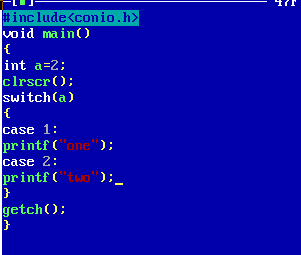 #include<conio.h>
void main()
{
int a=2;
clrscr();
switch(a)
{
case 1:
printf("one");
case 2:
printf("two");_
}
getch();
}